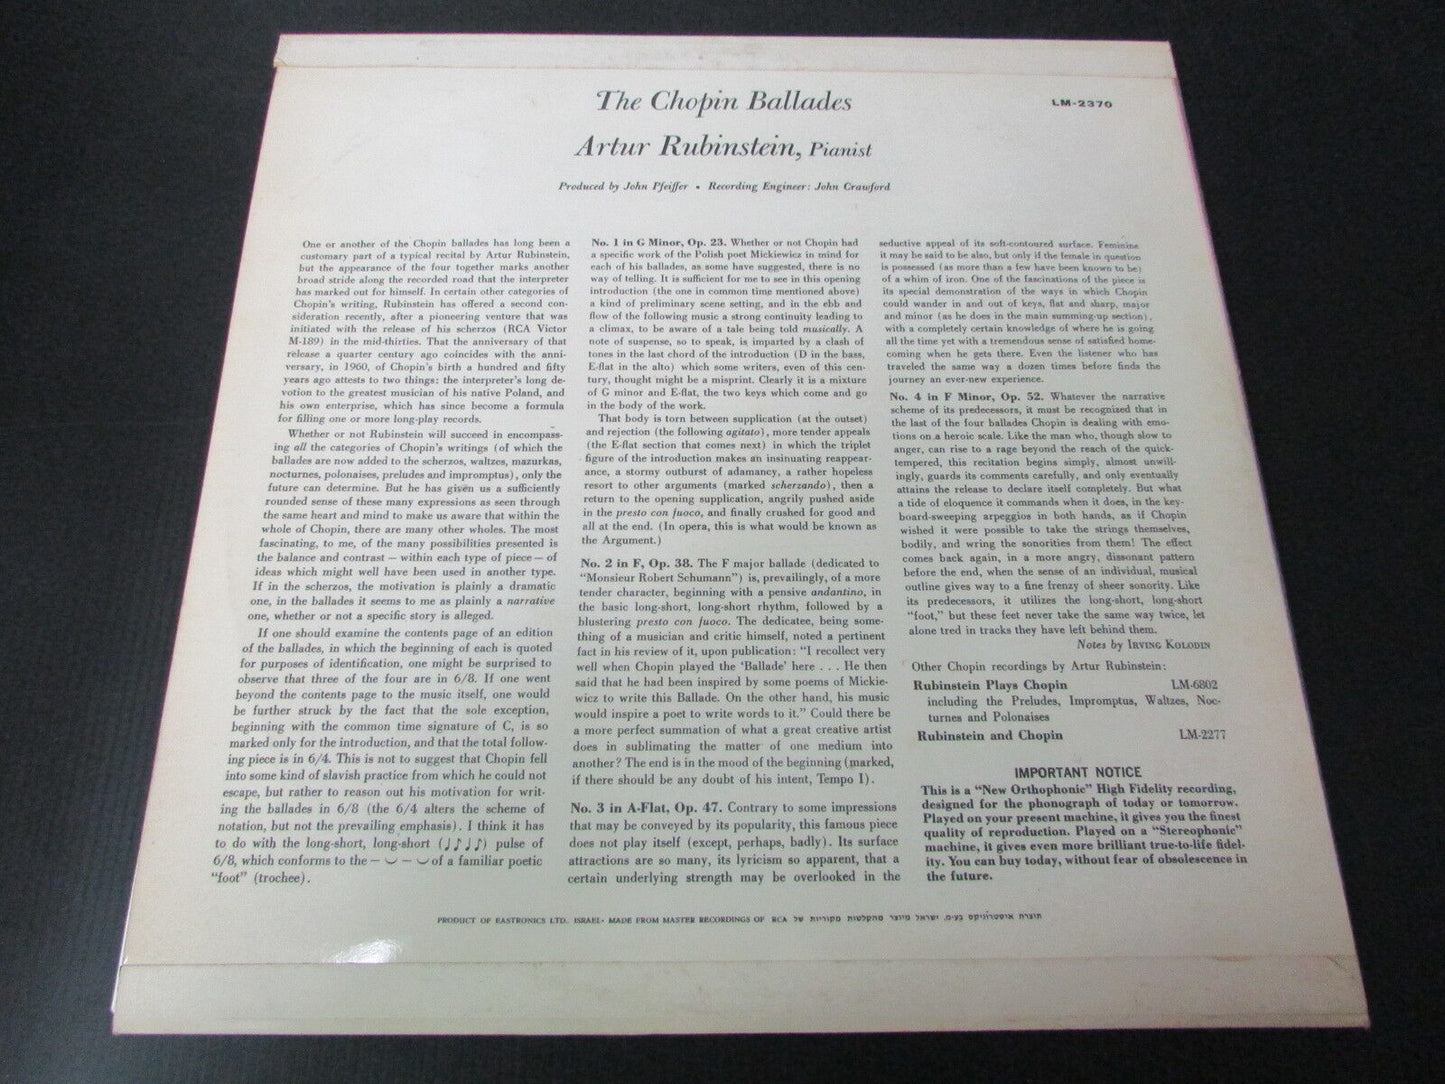 The Chopin Ballades
LM-2370
Artur Rubinstein, Pianist
Produced by John Pfeiffer • Recording Engineer: John Crawford
One or another of the Chopin ballades has long been a
customary part of a typical recital by Artur Rubinstein,
but the appearance of the four together marks another
broad stride along the recorded road that the interpreter
has marked out for himself. In certain other categories of
Chopin's writing, Rubinstein has offered a second con-
sideration recently, after a pioneering venture that was
initiated with the release of his scherzos (RCA Victor
M-189) in the mid-thirties. That the anniversary of that
release a quarter century ago coincides with the anni-
versary, in 1960, of Chopin's birth a hundred and fifty
years ago attests to two things: the interpreter's long de-
votion to the greatest musician of his native Poland, and
his own enterprise, which has since become a formula
for filling one or more long-play records.
Whether or not Rubinstein will succeed in encompass-
ing all the categories of Chopin's writings (of which the
ballades are now added to the scherzos, waltzes, mazurkas,
nocturnes, polonaises, preludes and impromptus), only the
future can determine. But he has given us a sufficiently
rounded sense of these many expressions as seen through
the same heart and mind to make us aware that within the
whole of Chopin, there are many other wholes. The most
fascinating, to me, of the many possibilities presented is
the balance and contrast — within each type of piece — of
ideas which might well have been used in another type.
If in the scherzos, the motivation is plainly a dramatic
one, in the ballades it seems to me as plainly a narrative
one, whether or not a specific story is alleged.
If one should examine the contents page of an edition
of the ballades, in which the beginning of each is quoted
for purposes of identification, one might be surprised to
observe that three of the four are in 6/8. If one went
beyond the contents page to the music itself, one would
be further struck by the fact that the sole exception,
beginning with the common time signature of C, is so
marked only for the introduction, and that the total follow-
ing piece is in 6/4. This is not to suggest that Chopin fell
into some kind of slavish practice from which he could not
escape, but rather to reason out his motivation for writ-
ing the ballades in 6/8 (the 6/4 alters the scheme of
notation, but not the prevailing emphasis). I think it has
to do with the long-short, long-short (♩♪♩♪) pulse of
6/8, which conforms to the — ⌣ — ⌣ of a familiar poetic
"foot" (trochee).
No. 1 in G Minor, Op. 23. Whether or not Chopin had
a specific work of the Polish poet Mickiewicz in mind for
each of his ballades, as some have suggested, there is no
way of telling. It is sufficient for me to see in this opening
introduction (the one in common time mentioned above)
a kind of preliminary scene setting, and in the ebb and
flow of the following music a strong continuity leading to
a climax, to be aware of a tale being told musically. A
note of suspense, so to speak, is imparted by a clash of
tones in the last chord of the introduction (D in the bass,
E-flat in the alto) which some writers, even of this cen-
tury, thought might be a misprint. Clearly it is a mixture
of G minor and E-flat, the two keys which come and go
in the body of the work.
That body is torn between supplication (at the outset)
and rejection (the following agitato), more tender appeals
(the E-flat section that comes next) in which the triplet
figure of the introduction makes an insinuating reappear-
ance, a stormy outburst of adamancy, a rather hopeless
resort to other arguments (marked scherzando), then a
return to the opening supplication, angrily pushed aside
in the presto con fuoco, and finally crushed for good and
all at the end. (In opera, this is what would be known as
the Argument.)
No. 2 in F, Op. 38. The F major ballade (dedicated to
"Monsieur Robert Schumann") is, prevailingly, of a more
tender character, beginning with a pensive andantino, in
the basic long-short, long-short rhythm, followed by a
blustering presto con fuoco. The dedicatee, being some-
thing of a musician and critic himself, noted a pertinent
fact in his review of it, upon publication: "I recollect very
well when Chopin played the 'Ballade' here . . . He then
said that he had been inspired by some poems of Mickie-
wicz to write this Ballade. On the other hand, his music
would inspire a poet to write words to it." Could there be
a more perfect summation of what a great creative artist
does in sublimating the matter of one medium into
another? The end is in the mood of the beginning (marked,
if there should be any doubt of his intent, Tempo I).
No. 3 in A-Flat, Op. 47. Contrary to some impressions
that may be conveyed by its popularity, this famous piece
does not play itself (except, perhaps, badly). Its surface
attractions are so many, its lyricism so apparent, that a
certain underlying strength may be overlooked in the
seductive appeal of its soft-contoured surface. Feminine
it may be said to be also, but only if the female in question
is possessed (as more than a few have been known to be)
of a whim of iron. One of the fascinations of the piece is
its special demonstration of the ways in which Chopin
could wander in and out of keys, flat and sharp, major
and minor (as he does in the main summing-up section),
with a completely certain knowledge of where he is going
all the time yet with a tremendous sense of satisfied home-
coming when he gets there. Even the listener who has
traveled the same way a dozen times before finds the
journey an ever-new experience.
No. 4 in F Minor, Op. 52. Whatever the narrative
scheme of its predecessors, it must be recognized that in
the last of the four ballades Chopin is dealing with emo-
tions on a heroic scale. Like the man who, though slow to
anger, can rise to a rage beyond the reach of the quick-
tempered, this recitation begins simply, almost unwill-
ingly, guards its comments carefully, and only eventually
attains the release to declare itself completely. But what
a tide of eloquence it commands when it does, in the key-
board-sweeping arpeggios in both hands, as if Chopin
wished it were possible to take the strings themselves,
bodily, and wring the sonorities from them! The effect
comes back again, in a more angry, dissonant pattern
before the end, when the sense of an individual, musical
outline gives way to a fine frenzy of sheer sonority. Like
its predecessors, it utilizes the long-short, long-short
"foot," but these feet never take the same way twice, let
alone tred in tracks they have left behind them.
Notes by IRVING KOLODIN
Other Chopin recordings by Artur Rubinstein:
Rubinstein Plays Chopin LM-6802
including the Preludes, Impromptus, Waltzes, Noc-
turnes and Polonaises
Rubinstein and Chopin LM-2277
IMPORTANT NOTICE
This is a "New Orthophonic" High Fidelity recording,
designed for the phonograph of today or tomorrow.
Played on your present machine, it gives you the finest
quality of reproduction. Played on a "Stereophonic"
machine, it gives even more brilliant true-to-life fidel-
ity. You can buy today, without fear of obsolescence in
the future.
PRODUCT OF EASTRONICS LTD., ISRAEL • MADE FROM MASTER RECORDINGS OF RCA תוצרת איסטרוניקס בע״מ, ישראל מיוצר מהקלטות מקוריות של